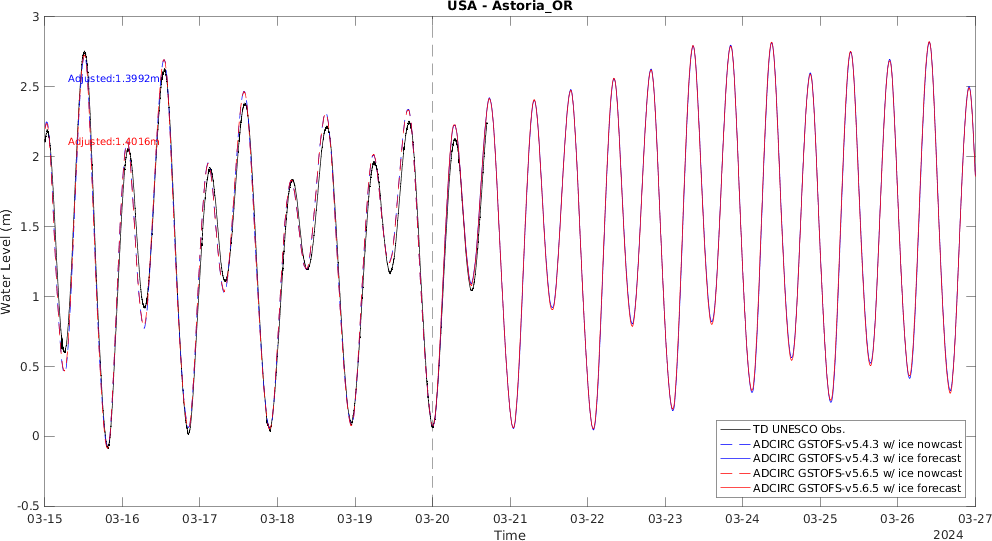 USA - Astoria_OR
3
2.5
2
1.5
1
0.5
0
-0.5
Water Level (m)
Adjusted:1.3992m
Adjusted:1.4016m
TD UNESCO Obs.
ADCIRC GSTOFS-v5.4.3 w/ ice nowcast
ADCIRC GSTOFS-v5.4.3 w/ ice forecast
ADCIRC GSTOFS-v5.6.5 w/ ice nowcast
ADCIRC GSTOFS-v5.6.5 w/ ice forecast
03-15 03-16 03-17 03-18 03-19 03-20 03-21 03-22 03-23 03-24 03-25 03-26 03-27
Time
2024